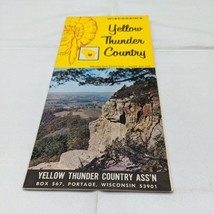 Yellow
Thunder
Country
YELLOW THUNDER COUNTRY ASS'N
BOX 567, PORTAGE, WISCONSIN 53901